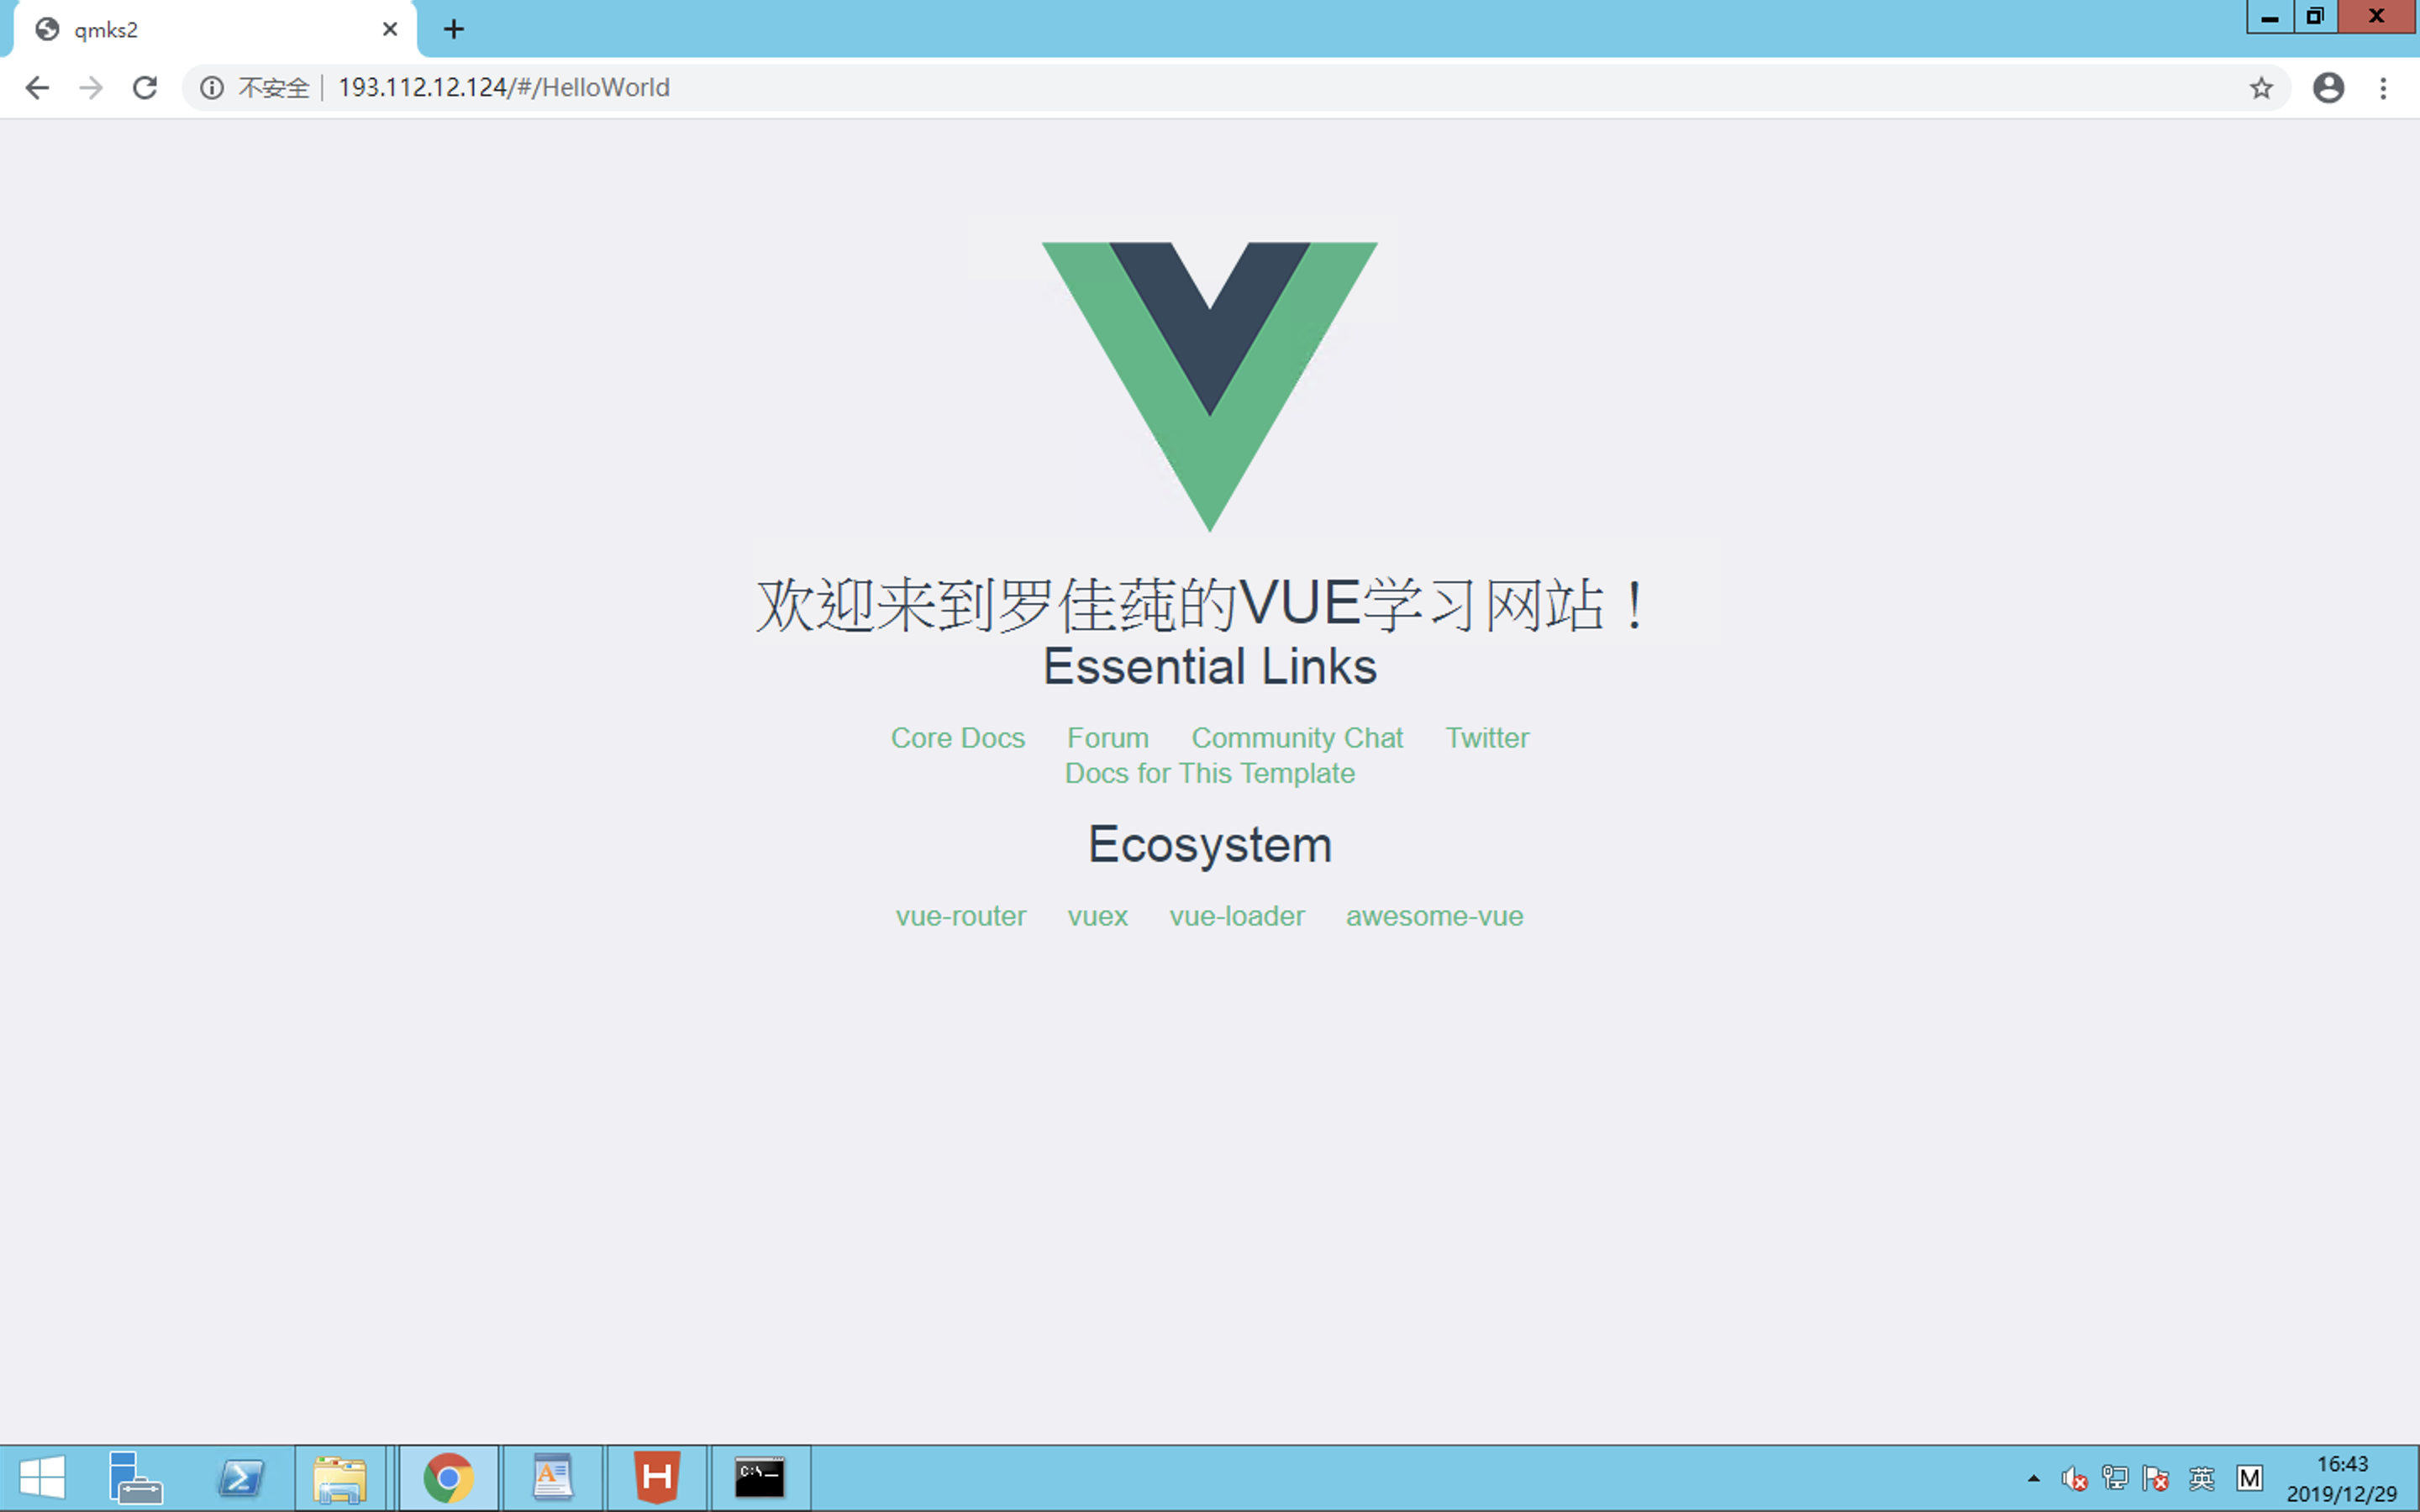 qmks2
不安全 193.112.12.124/#/HelloWorld
欢迎来到罗佳莼的VUE学习网站！
Essential Links
Core Docs Forum Community Chat Twitter
Docs for This Template
Ecosystem
vue-router vuex vue-loader awesome-vue
C:\_
英 M 16:43
2019/12/29